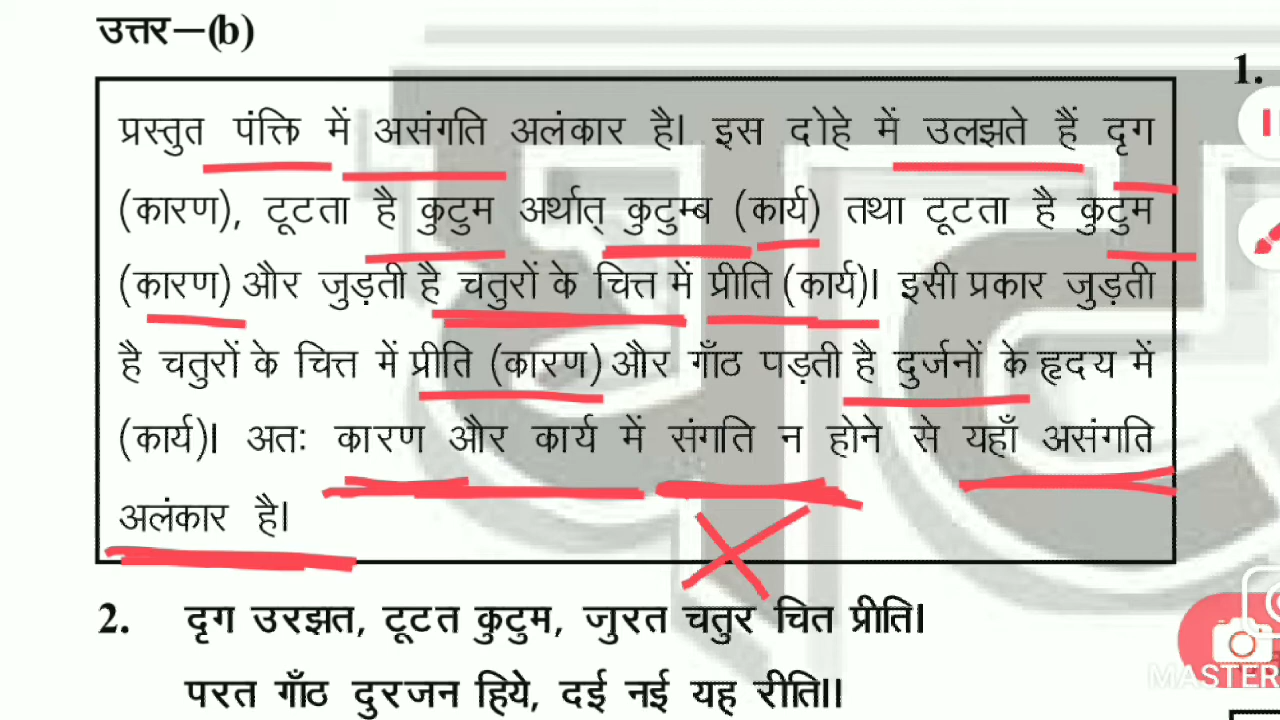 उत्तर—(b)
1.
प्रस्तुत पंक्ति में असंगति अलंकार है। इस दोहे में उलझते हैं दृग
(कारण), टूटता है कुटुम अर्थात् कुटुम्ब (कार्य) तथा टूटता है कुटुम
(कारण) और जुड़ती है चतुरों के चित्त में प्रीति (कार्य)। इसी प्रकार जुड़ती
है चतुरों के चित्त में प्रीति (कारण) और गाँठ पड़ती है दुर्जनों के हृदय में
(कार्य)। अतः कारण और कार्य में संगति न होने से यहाँ असंगति
अलंकार है।
2. दृग उरझत, टूटत कुटुम, जुरत चतुर चित प्रीति।
परत गाँठ दुरजन हिये, दई नई यह रीति।।
MASTER